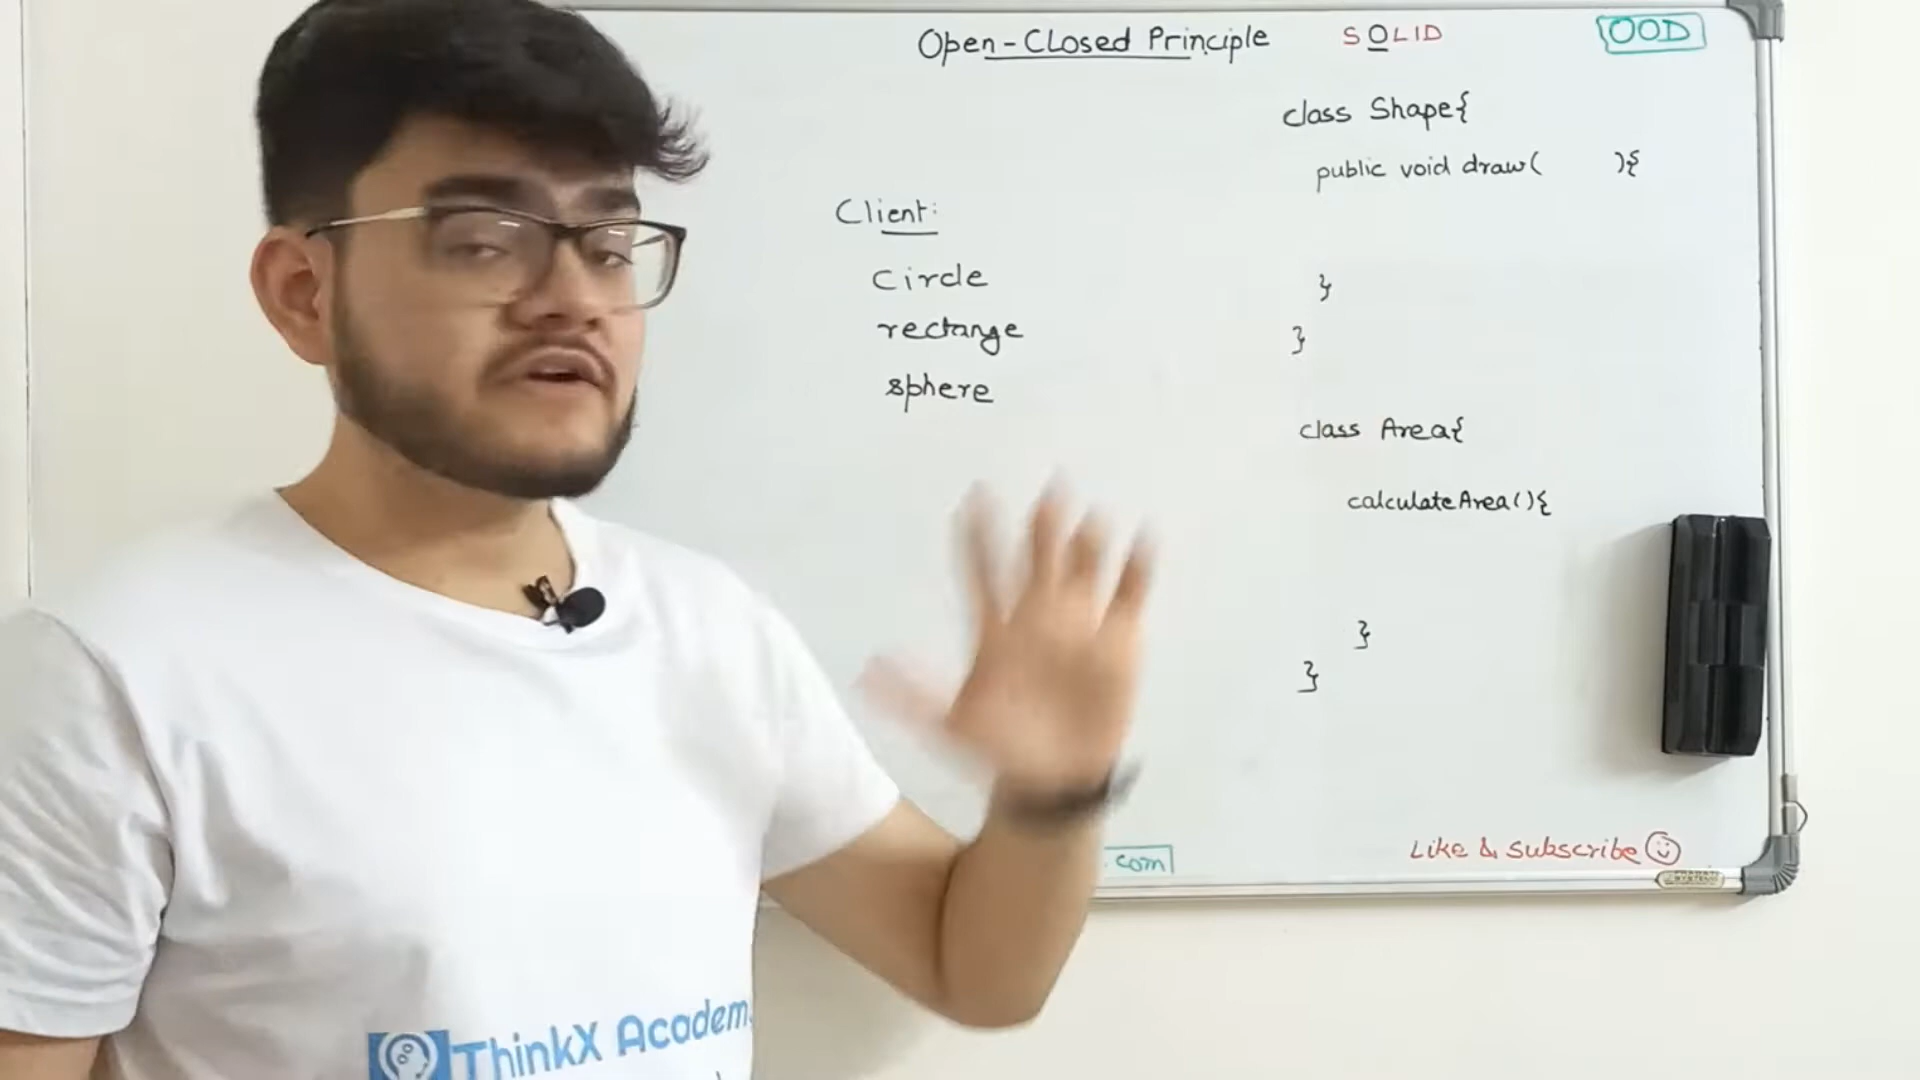 Open-Closed Principle SOLID OOD
class Shape{
public void draw( ){
}
}
Client:
Circle
rectange
sphere
class Area{
calculateArea(){
}
}
.com
Like & Subscribe
ThinkX Academ